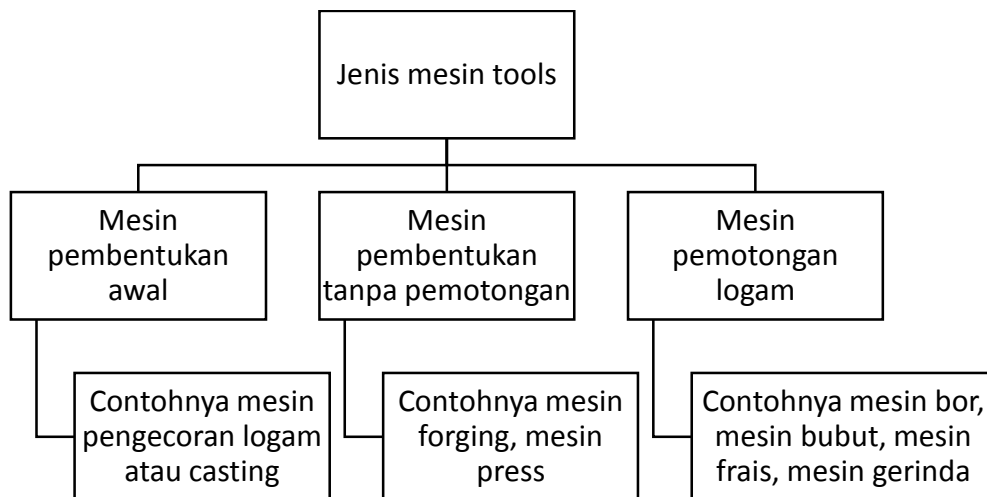 Jenis mesin tools
Mesin
pembentukan
awal
Mesin
pembentukan
tanpa pemotongan
Mesin
pemotongan
logam
Contohnya mesin
pengecoran logam
atau casting
Contohnya mesin
forging, mesin
press
Contohnya mesin bor,
mesin bubut, mesin
frais, mesin gerinda